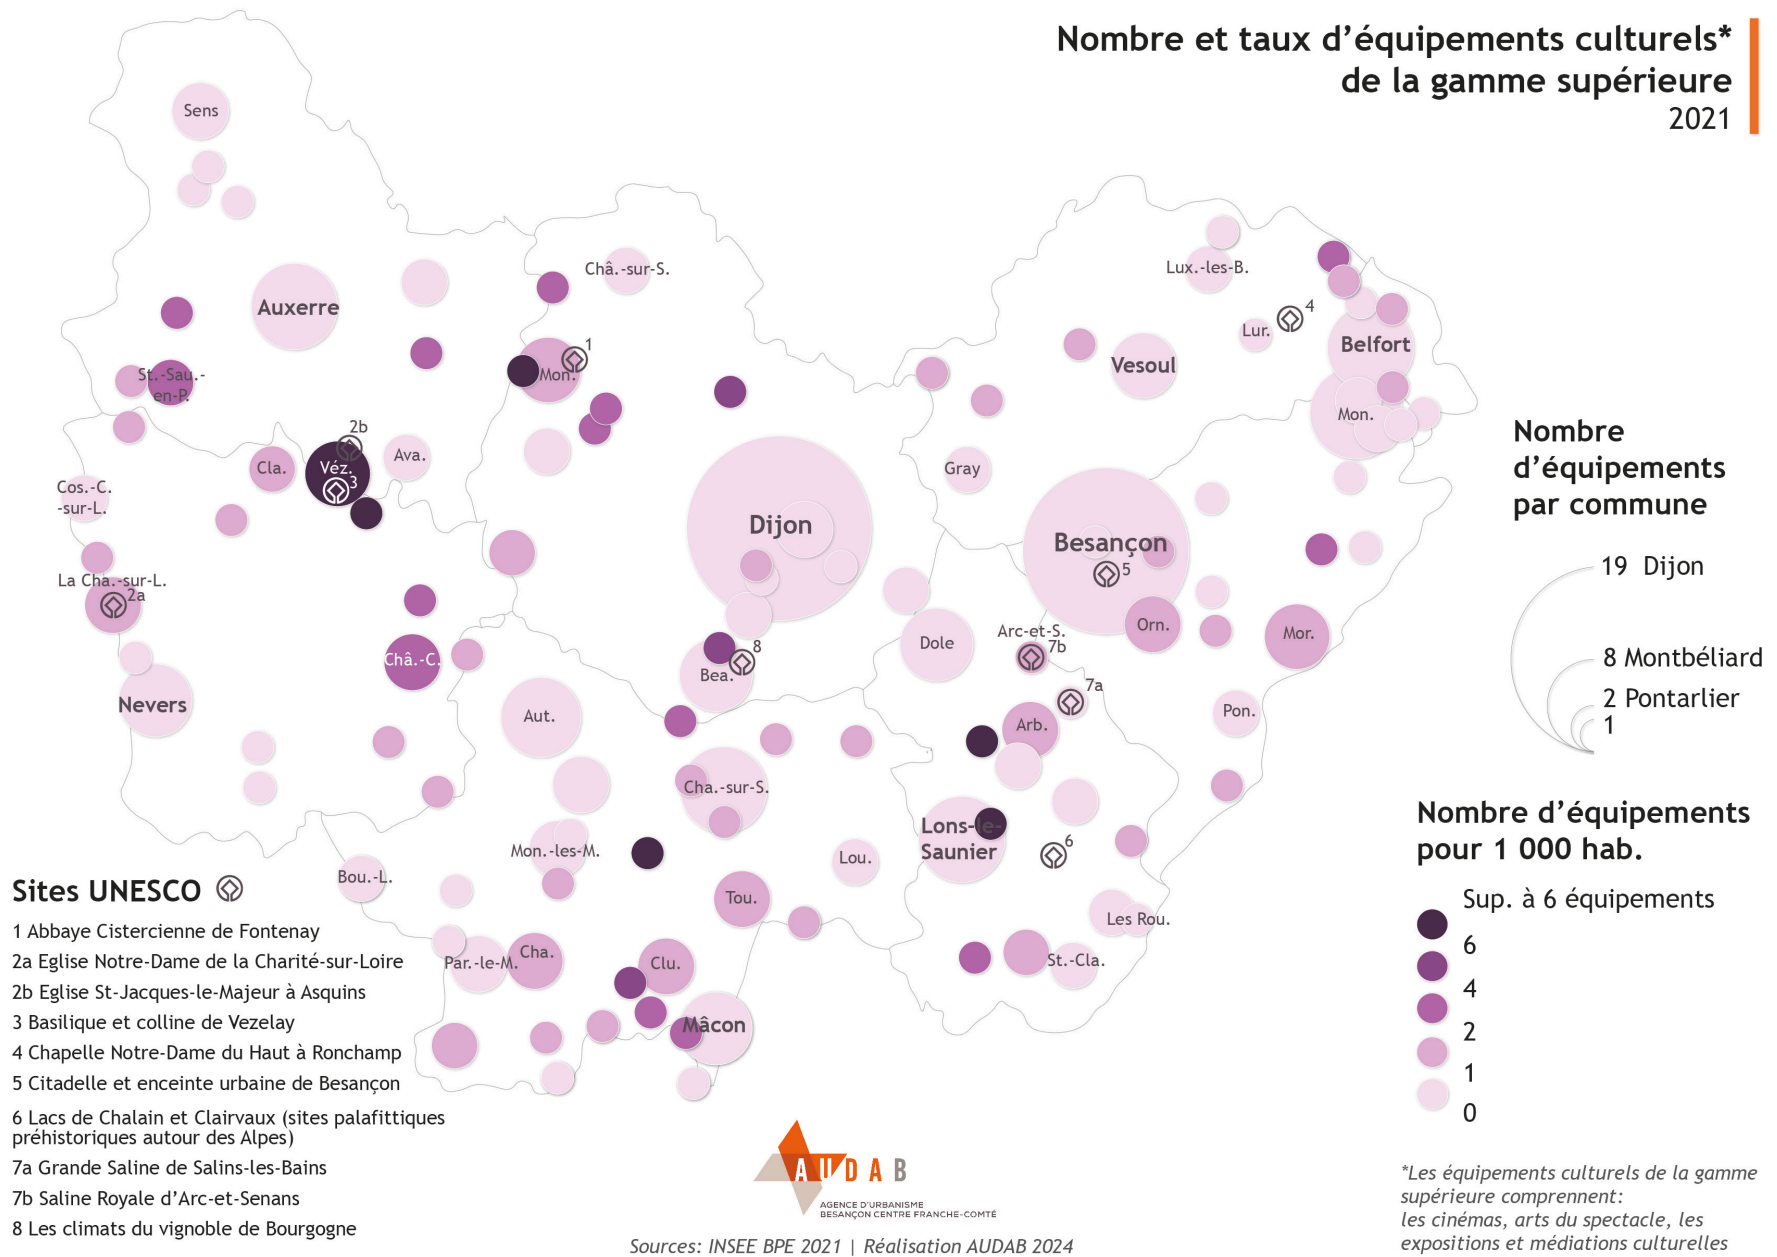 Nombre et taux d'équipements culturels*
de la gamme supérieure
2021
Sens
Auxerre
Châ.-sur-S.
Lux.-les-B.
4
Lur.
Belfort
Vesoul
1
Mon.
St.-Sau.-
en-P.
2b
Véz.
3
Ava.
Cla.
Cos.-C.
-sur-L.
Gray
Mon.
Dijon
Besançon
5
La Cha.-sur-L.
2a
Châ.-C.
Nevers
Aut.
Bea.
8
Dole
Arc-et-S.
7b
Orn.
Mor.
7a
Arb.
Pon.
Cha.-sur-S.
Lons-le-
Saunier
6
Mon.-les-M.
Lou.
Bou.-L.
Tou.
Les Rou.
Par.-le-M.
Cha.
Clu.
St.-Cla.
Mâcon
Nombre
d'équipements
par commune
19 Dijon
8 Montbéliard
2 Pontarlier
1
Nombre d'équipements
pour 1 000 hab.
Sup. à 6 équipements
6
4
2
1
0
Sites UNESCO
1 Abbaye Cistercienne de Fontenay
2a Eglise Notre-Dame de la Charité-sur-Loire
2b Eglise St-Jacques-le-Majeur à Asquins
3 Basilique et colline de Vezelay
4 Chapelle Notre-Dame du Haut à Ronchamp
5 Citadelle et enceinte urbaine de Besançon
6 Lacs de Chalain et Clairvaux (sites palafittiques
préhistoriques autour des Alpes)
7a Grande Saline de Salins-les-Bains
7b Saline Royale d'Arc-et-Senans
8 Les climats du vignoble de Bourgogne
AUDAB
AGENCE D'URBANISME
BESANÇON CENTRE FRANCHE-COMTÉ
Sources: INSEE BPE 2021 | Réalisation AUDAB 2024
*Les équipements culturels de la gamme
supérieure comprennent:
les cinémas, arts du spectacle, les
expositions et médiations culturelles